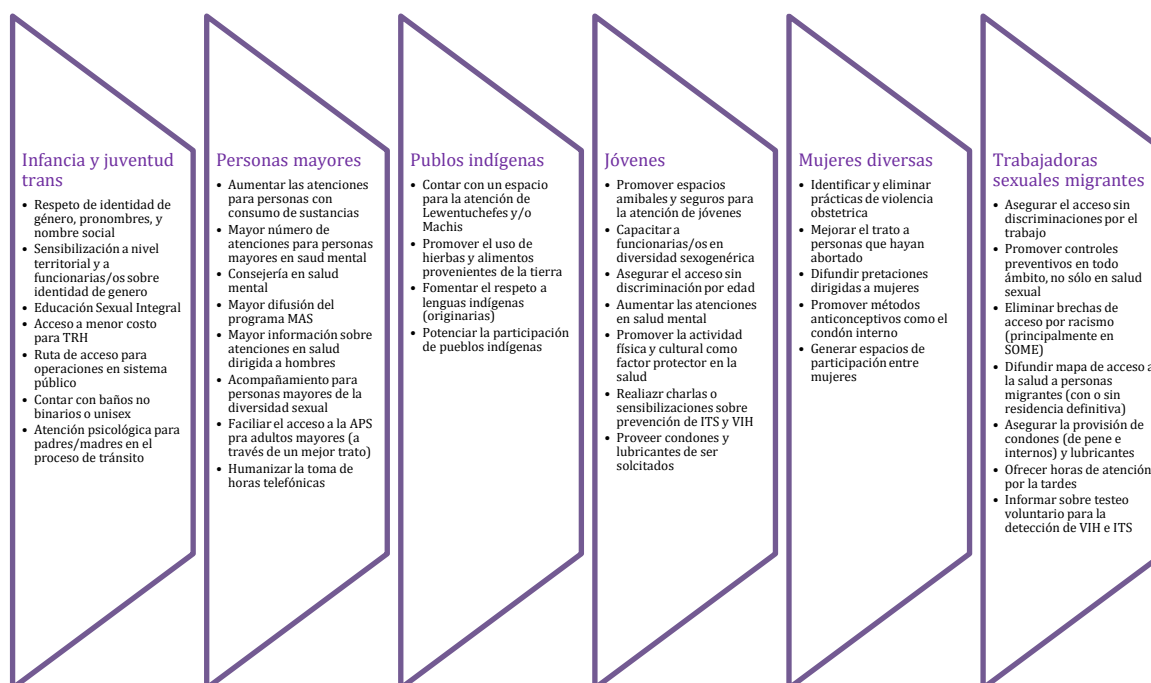 Infancia y juventud
trans
• Respeto de identidad de
género, pronombres, y
nombre social
• Sensibilización a nivel
territorial y a
funcionarias/os sobre
identidad de genero
• Educación Sexual Integral
• Acceso a menor costo
para TRH
• Ruta de acceso para
operaciones en sistema
público
• Contar con baños no
binarios o unisex
• Atención psicológica para
padres/madres en el
proceso de tránsito
Personas mayores
• Aumentar las atenciones
para personas con
consumo de sustancias
• Mayor número de
atenciones para personas
mayores en saud mental
• Consejería en salud
mental
• Mayor difusión del
programa MAS
• Mayor información sobre
atenciones en salud
dirigida a hombres
• Acompañamiento para
personas mayores de la
diversidad sexual
• Faciliar el acceso a la APS
pra adultos mayores (a
través de un mejor trato)
• Humanizar la toma de
horas telefónicas
Publos indígenas
• Contar con un espacio
para la atención de
Lewentuchefes y/o
Machis
• Promover el uso de
hierbas y alimentos
provenientes de la tierra
• Fomentar el respeto a
lenguas indígenas
(originarias)
• Potenciar la participación
de pueblos indígenas
Jóvenes
• Promover espacios
amibales y seguros para
la atención de jóvenes
• Capacitar a
funcionarias/os en
diversidad sexogenérica
• Asegurar el acceso sin
discriminación por edad
• Aumentar las atenciones
en salud mental
• Promover la actividad
física y cultural como
factor protector en la
salud
• Realiazr charlas o
sensibilizaciones sobre
prevención de ITS y VIH
• Proveer condones y
lubricantes de ser
solcitados
Mujeres diversas
• Identificar y eliminar
prácticas de violencia
obstetrica
• Mejorar el trato a
personas que hayan
abortado
• Difundir pretaciones
dirigidas a mujeres
• Promover métodos
anticonceptivos como el
condón interno
• Generar espacios de
participación entre
mujeres
Trabajadoras
sexuales migrantes
• Asegurar el acceso sin
discriminaciones por el
trabajo
• Promover controles
preventivos en todo
ámbito, no sólo en salud
sexual
• Eliminar brechas de
acceso por racismo
(principalmente en
SOME)
• Difundir mapa de acceso a
la salud a personas
migrantes (con o sin
residencia definitiva)
• Asegurar la provisión de
condones (de pene e
internos) y lubricantes
• Ofrecer horas de atención
por la tardes
• Informar sobre testeo
voluntario para la
detección de VIH e ITS